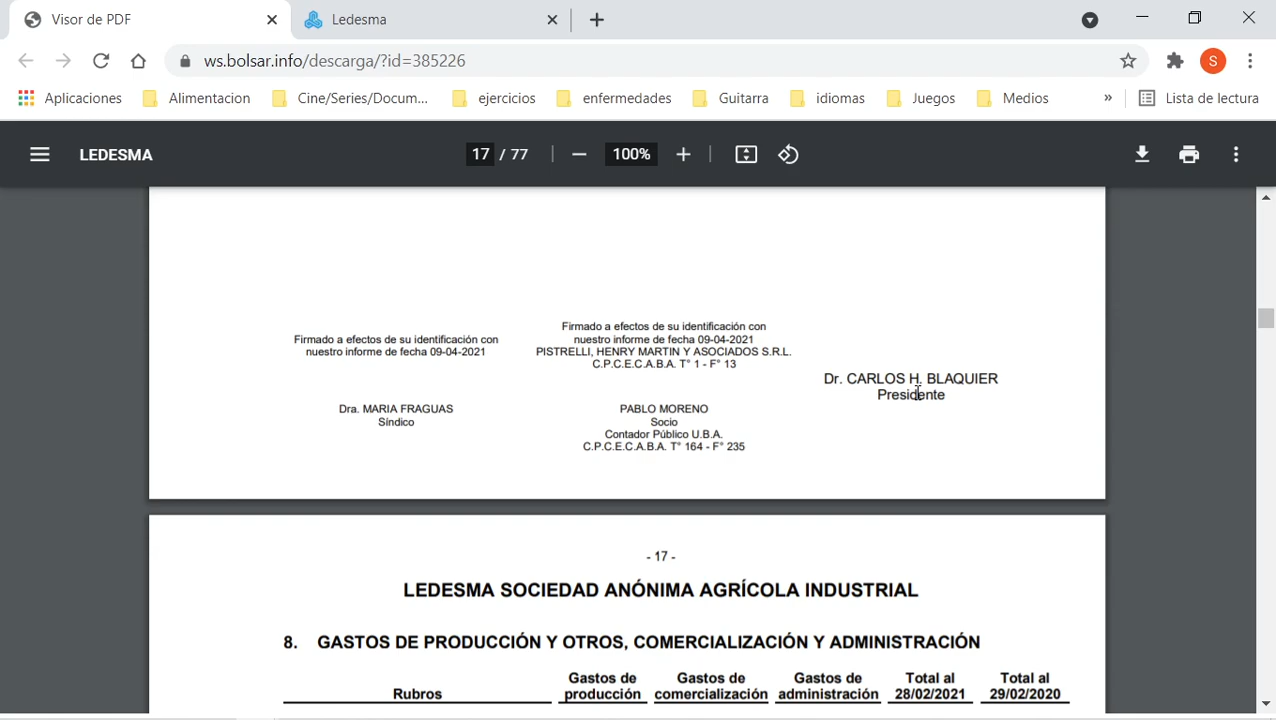 Visor de PDF
Ledesma
ws.bolsar.info/descarga/?id=385226
S
Aplicaciones
Alimentacion
Cine/Series/Docum...
ejercicios
enfermedades
Guitarra
idiomas
Juegos
Medios
»
Lista de lectura
LEDESMA
17 / 77
100%
Firmado a efectos de su identificación con
nuestro informe de fecha 09-04-2021
Firmado a efectos de su identificación con
nuestro informe de fecha 09-04-2021
PISTRELLI, HENRY MARTIN Y ASOCIADOS S.R.L.
C.P.C.E.C.A.B.A. T° 1 - F° 13
Dr. CARLOS H. BLAQUIER
Presidente
Dra. MARIA FRAGUAS
Síndico
PABLO MORENO
Socio
Contador Público U.B.A.
C.P.C.E.C.A.B.A. T° 164 - F° 235
- 17 -
LEDESMA SOCIEDAD ANÓNIMA AGRÍCOLA INDUSTRIAL
8. GASTOS DE PRODUCCIÓN Y OTROS, COMERCIALIZACIÓN Y ADMINISTRACIÓN
Rubros
Gastos de
producción
Gastos de
comercialización
Gastos de
administración
Total al
28/02/2021
Total al
29/02/2020